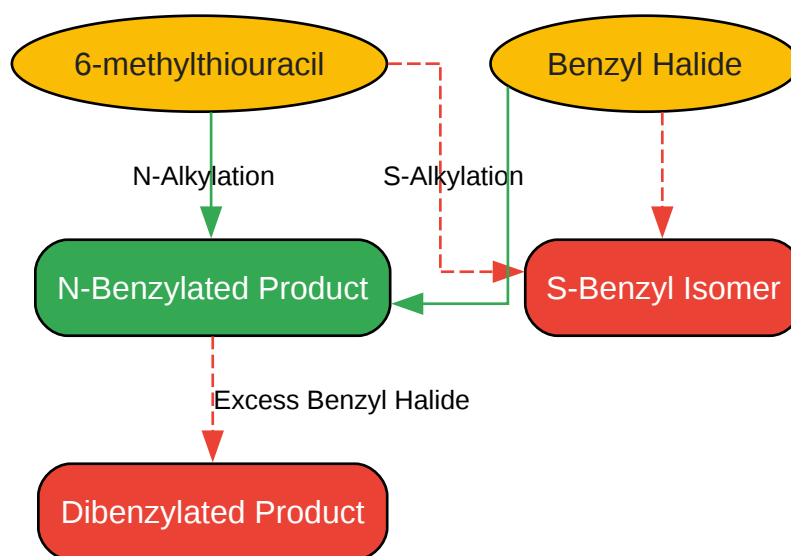 6-methylthiouracil
Benzyl Halide
N-Alkylation
S-Alkylation
N-Benzylated Product
S-Benzyl Isomer
Excess Benzyl Halide
Dibenzylated Product